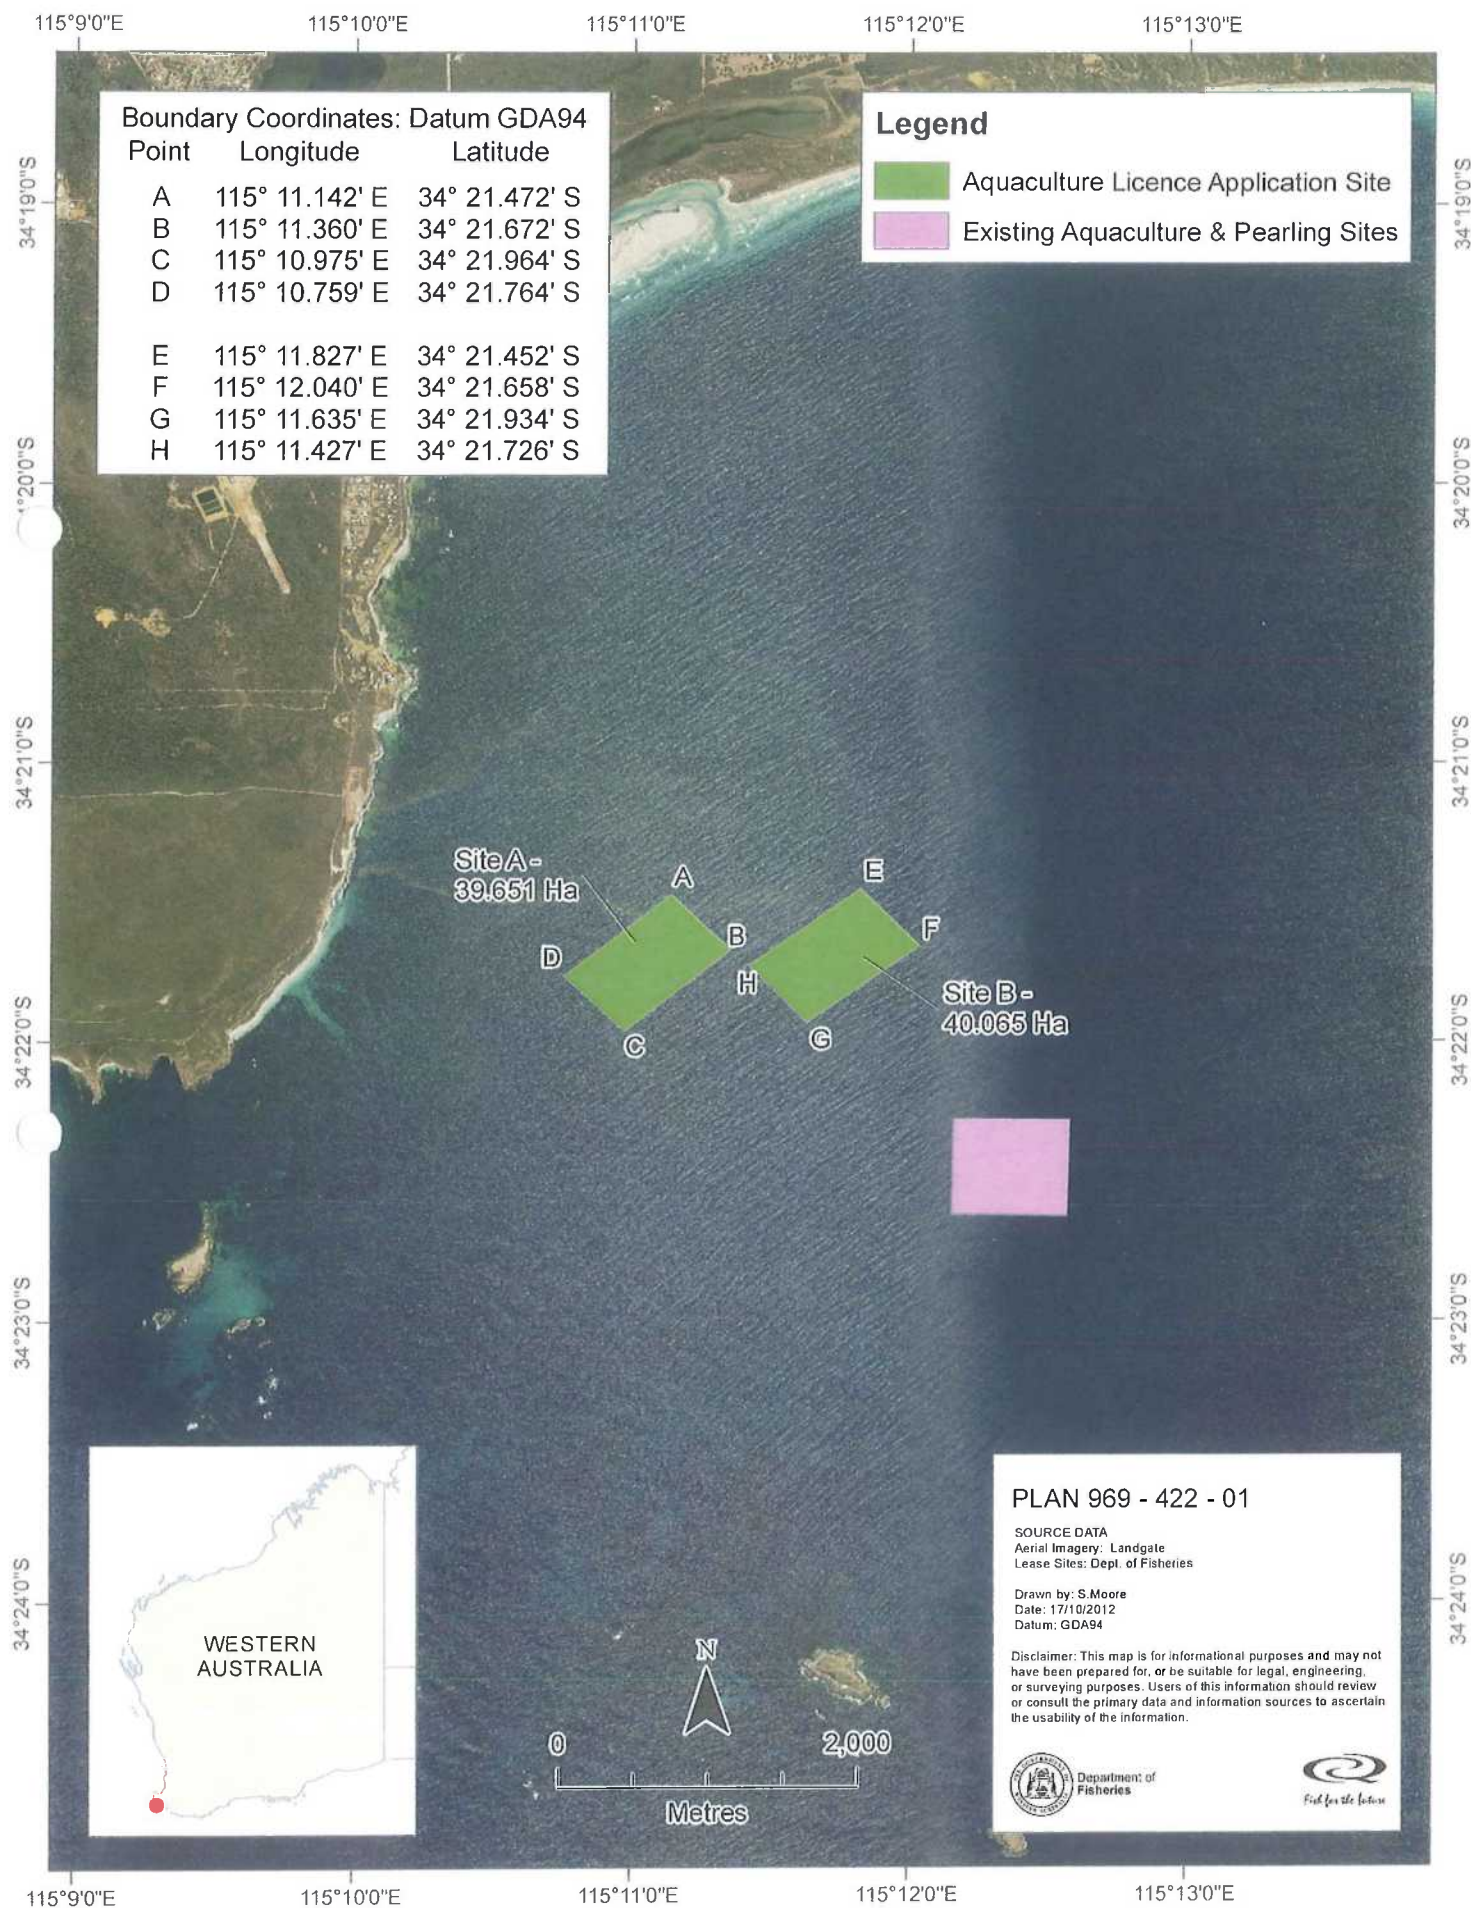 115°9'0"E 115°10'0"E 115°11'0"E 115°12'0"E 115°13'0"E
Boundary Coordinates: Datum GDA94
Point Longitude Latitude
A 115° 11.142' E 34° 21.472' S
B 115° 11.360' E 34° 21.672' S
C 115° 10.975' E 34° 21.964' S
D 115° 10.759' E 34° 21.764' S
E 115° 11.827' E 34° 21.452' S
F 115° 12.040' E 34° 21.658' S
G 115° 11.635' E 34° 21.934' S
H 115° 11.427' E 34° 21.726' S
Legend
Aquaculture Licence Application Site
Existing Aquaculture & Pearling Sites
34°19'0"S
34°19'0"S
1°20'0"S
34°20'0"S
34°21'0"S
34°21'0"S
34°22'0"S
34°22'0"S
34°23'0"S
34°23'0"S
34°24'0"S
34°24'0"S
Site A -
39.651 Ha
A
B
C
D
E
F
G
H
Site B -
40.065 Ha
WESTERN
AUSTRALIA
N
0 2,000
Metres
PLAN 969 - 422 - 01
SOURCE DATA
Aerial Imagery: Landgate
Lease Sites: Dept. of Fisheries
Drawn by: S.Moore
Date: 17/10/2012
Datum: GDA94
Disclaimer: This map is for informational purposes and may not
have been prepared for, or be suitable for legal, engineering,
or surveying purposes. Users of this information should review
or consult the primary data and information sources to ascertain
the usability of the information.
Department of
Fisheries
Fish for the future
115°9'0"E 115°10'0"E 115°11'0"E 115°12'0"E 115°13'0"E